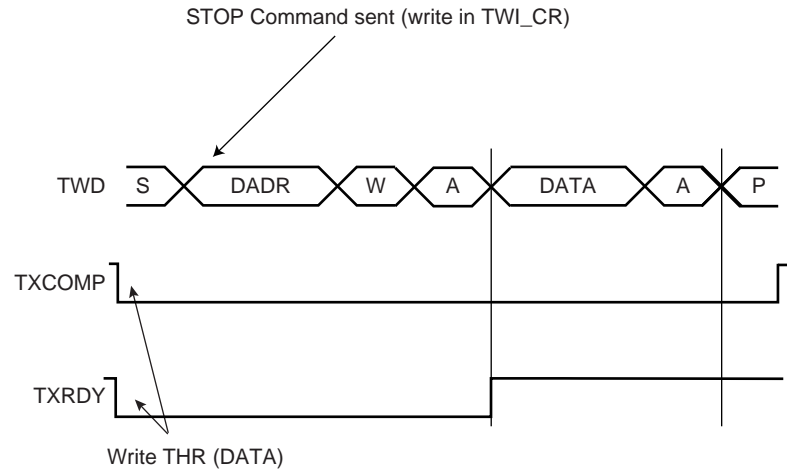 STOP Command sent (write in TWI_CR)
TWD S DADR W A DATA A P
TXCOMP
TXRDY
Write THR (DATA)